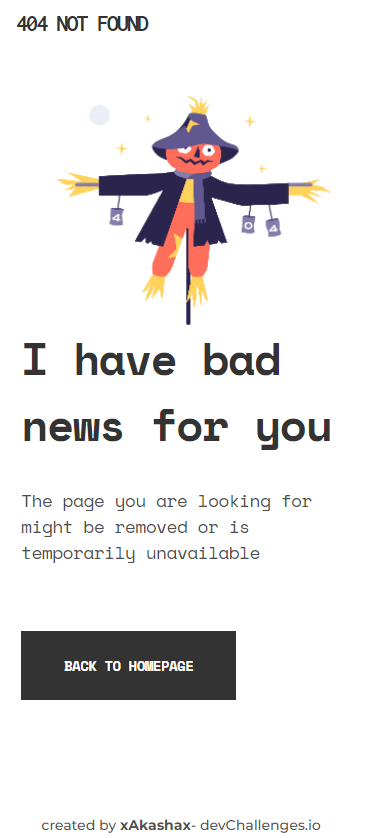 404 NOT FOUND
4
0
4
I have bad
news for you
The page you are looking for
might be removed or is
temporarily unavailable
BACK TO HOMEPAGE
created by xAkashax- devChallenges.io